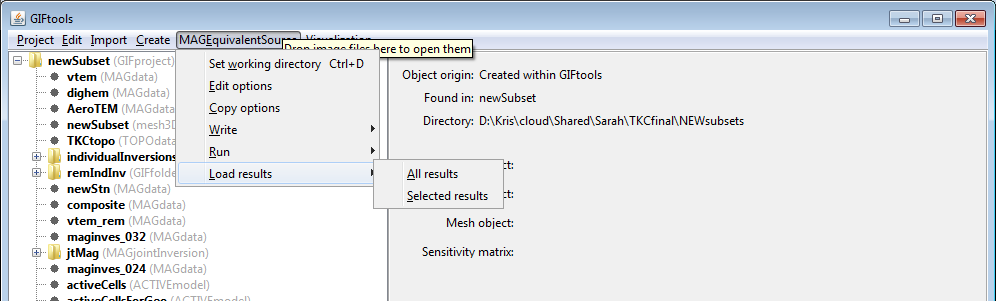 GIFtools
Project Edit Import Create MAGEquivalentSource
Drop image files here to open them
newSubset (GIFproject)
vtem (MAGdata)
dighem (MAGdata)
AeroTEM (MAGdata)
newSubset (mesh3D
TKCtopo (TOPOdata
individualInversions
remIndInv (GIFfolde
newStn (MAGdata)
composite (MAGdata)
vtem_rem (MAGdata)
maginves_032 (MAGdata)
jtMag (MAGjointInversion)
maginves_024 (MAGdata)
activeCells (ACTIVEmodel)
activeCellsForGeo (ACTIVEmodel)
Set working directory Ctrl+D
Edit options
Copy options
Write
Run
Load results
All results
Selected results
Object origin: Created within GIFtools
Found in: newSubset
Directory: D:\Kris\cloud\Shared\Sarah\TKCfinal\NEWsubsets
ect:
ect:
Mesh object:
Sensitivity matrix: